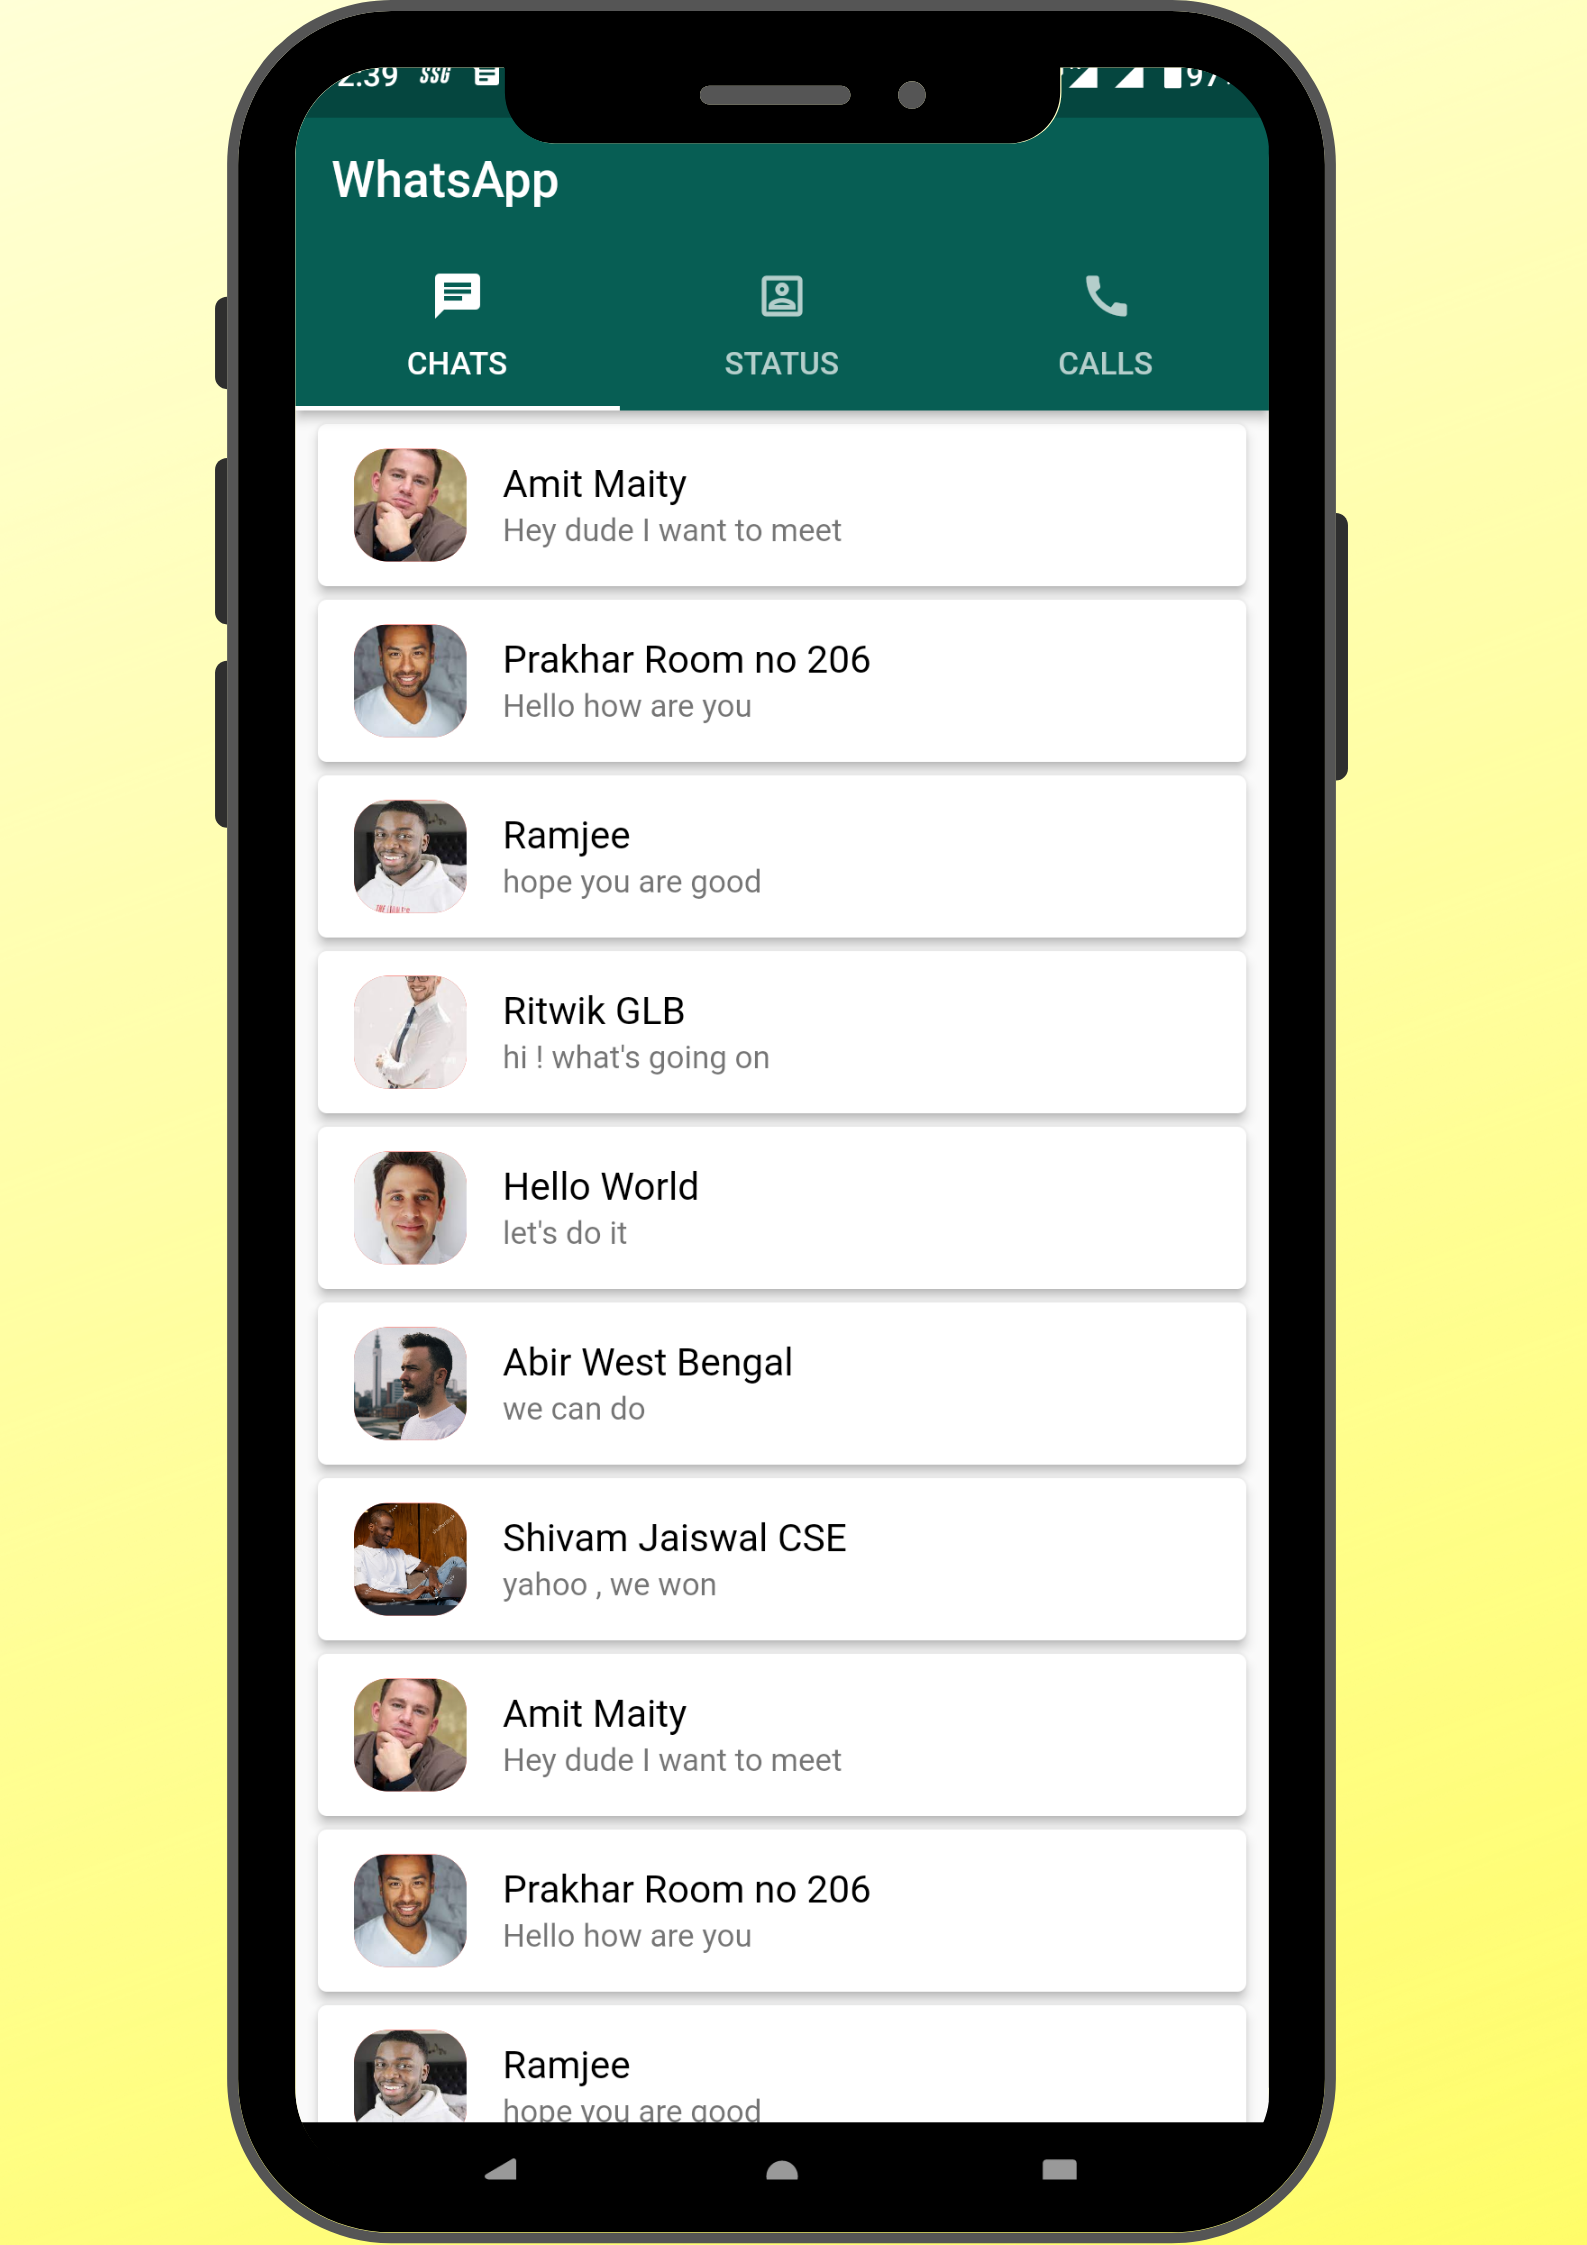 2:39 SSG 97
WhatsApp
CHATS STATUS CALLS
Amit Maity
Hey dude I want to meet
Prakhar Room no 206
Hello how are you
Ramjee
hope you are good
Ritwik GLB
hi ! what's going on
Hello World
let's do it
Abir West Bengal
we can do
Shivam Jaiswal CSE
yahoo , we won
Amit Maity
Hey dude I want to meet
Prakhar Room no 206
Hello how are you
Ramjee
hope you are good